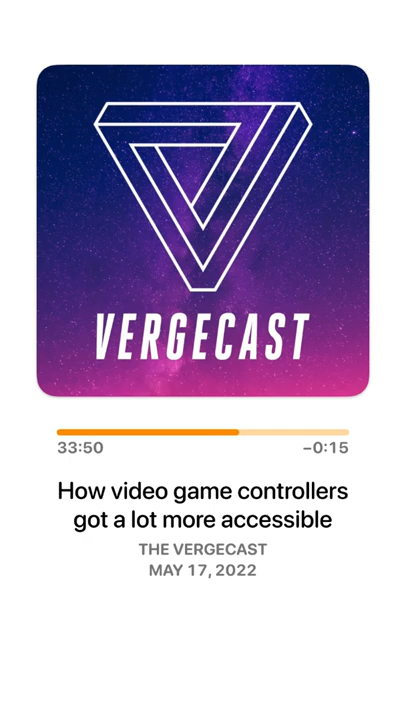 VERGECAST
33:50
−0:15
How video game controllers
got a lot more accessible
THE VERGECAST
MAY 17, 2022